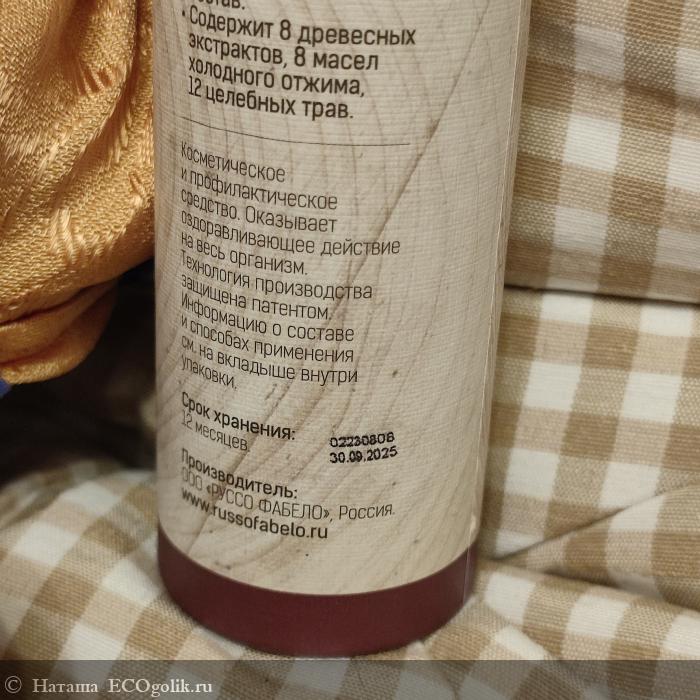 • Содержит 8 древесных
экстрактов, 8 масел
холодного отжима,
12 целебных трав.
Косметическое
и профилактическое
средство. Оказывает
оздоравливающее действие
на весь организм.
Технология производства
защищена патентом.
Информацию о составе
и способах применения
см. на вкладыше внутри
упаковки.
Срок хранения:
12 месяцев.
02230808
30.09.2025
Производитель:
ООО «РУССО ФАБЕЛО», Россия.
www.russofabelo.ru
© Наташа ECOgolik.ru